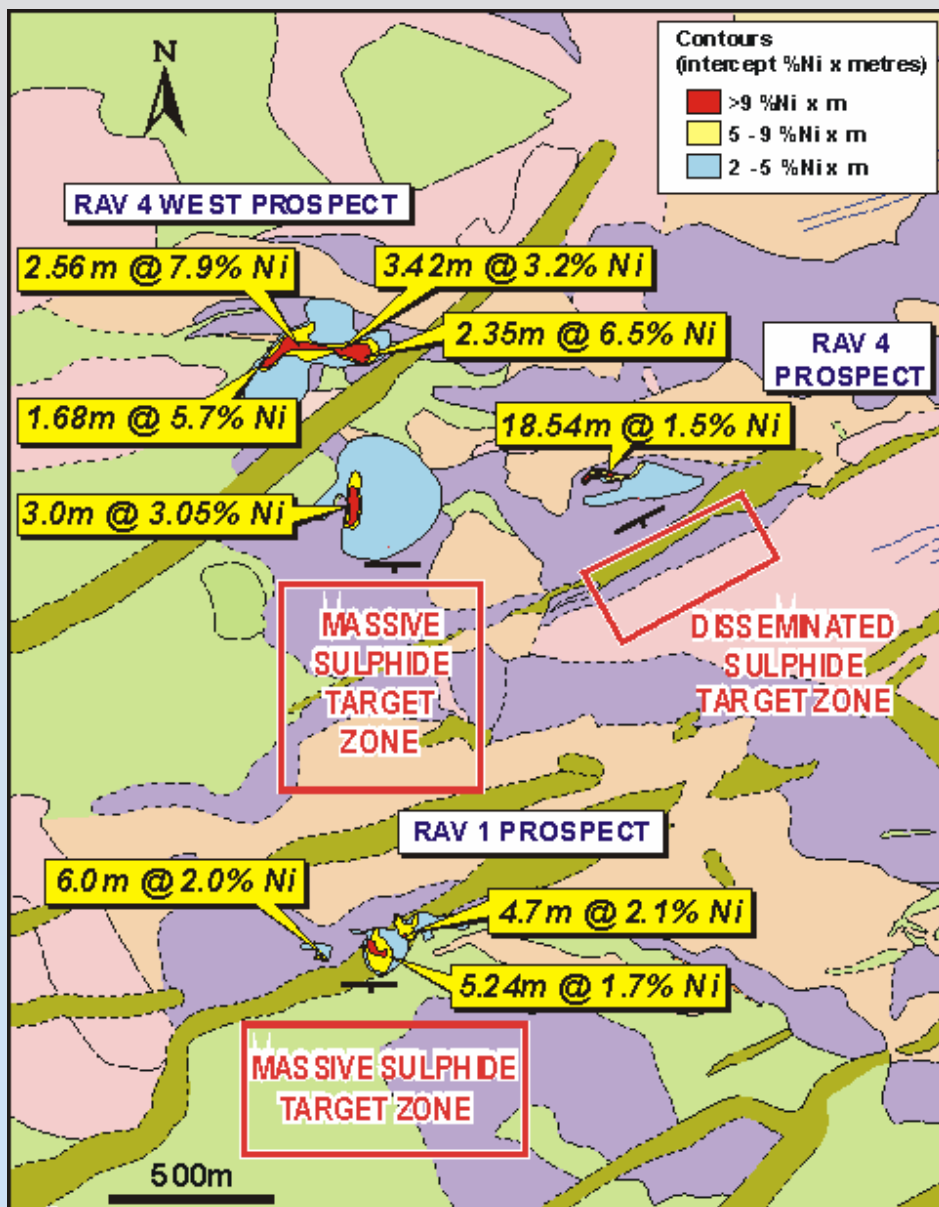 Contours
(intercept %Ni x metres)
>9 %Ni x m
5 - 9 %Ni x m
2 - 5 %Ni x m
N
RAV 4 WEST PROSPECT
2.56m @ 7.9% Ni
3.42m @ 3.2% Ni
2.35m @ 6.5% Ni
RAV 4
PROSPECT
1.68m @ 5.7% Ni
18.54m @ 1.5% Ni
3.0m @ 3.05% Ni
MASSIVE
SULPHIDE
TARGET
ZONE
DISSEMINATED
SULPHIDE
TARGET ZONE
RAV 1 PROSPECT
6.0m @ 2.0% Ni
4.7m @ 2.1% Ni
5.24m @ 1.7% Ni
MASSIVE SULPHIDE
TARGET ZONE
500m